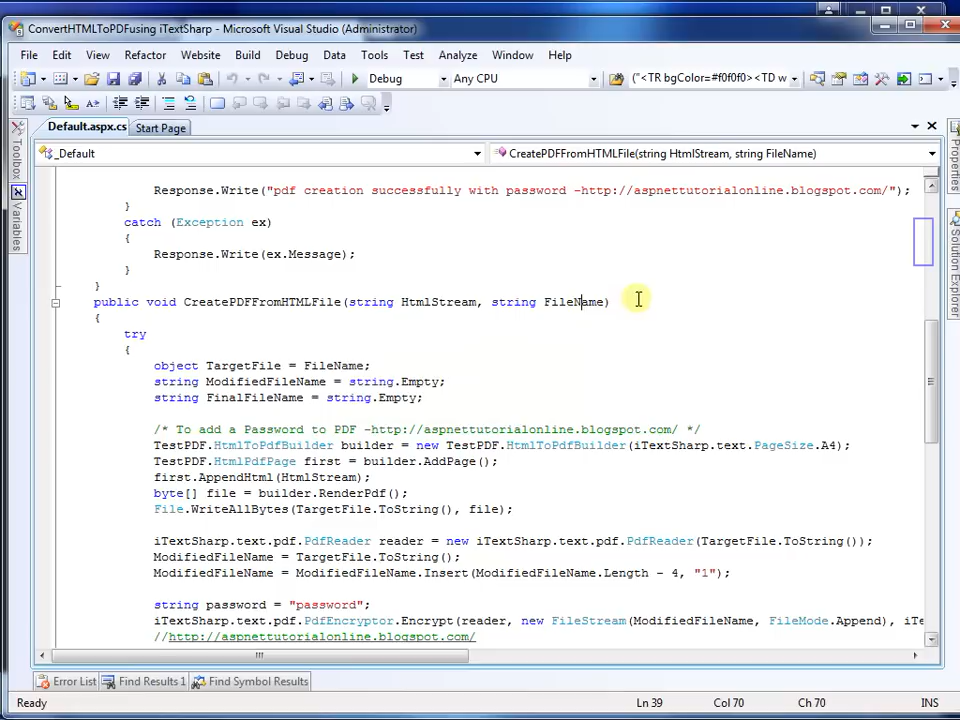 ConvertHTMLToPDFusing iTextSharp - Microsoft Visual Studio (Administrator)
File Edit View Refactor Website Build Debug Data Tools Test Analyze Window Help
Debug Any CPU ("<TR bgColor=#f0f0f0><TD w
Default.aspx.cs Start Page
_Default CreatePDFFromHTMLFile(string HtmlStream, string FileName)
Toolbox
Variables
Properties
Solution Explorer
Response.Write("pdf creation successfully with password -http://aspnettutorialonline.blogspot.com/");
}
catch (Exception ex)
{
Response.Write(ex.Message);
}
}
public void CreatePDFFromHTMLFile(string HtmlStream, string FileName)
{
try
{
object TargetFile = FileName;
string ModifiedFileName = string.Empty;
string FinalFileName = string.Empty;
/* To add a Password to PDF -http://aspnettutorialonline.blogspot.com/ */
TestPDF.HtmlToPdfBuilder builder = new TestPDF.HtmlToPdfBuilder(iTextSharp.text.PageSize.A4);
TestPDF.HtmlPdfPage first = builder.AddPage();
first.AppendHtml(HtmlStream);
byte[] file = builder.RenderPdf();
File.WriteAllBytes(TargetFile.ToString(), file);
iTextSharp.text.pdf.PdfReader reader = new iTextSharp.text.pdf.PdfReader(TargetFile.ToString());
ModifiedFileName = TargetFile.ToString();
ModifiedFileName = ModifiedFileName.Insert(ModifiedFileName.Length - 4, "1");
string password = "password";
iTextSharp.text.pdf.PdfEncryptor.Encrypt(reader, new FileStream(ModifiedFileName, FileMode.Append), iTe
//http://aspnettutorialonline.blogspot.com/
Error List Find Results 1 Find Symbol Results
Ready Ln 39 Col 70 Ch 70 INS